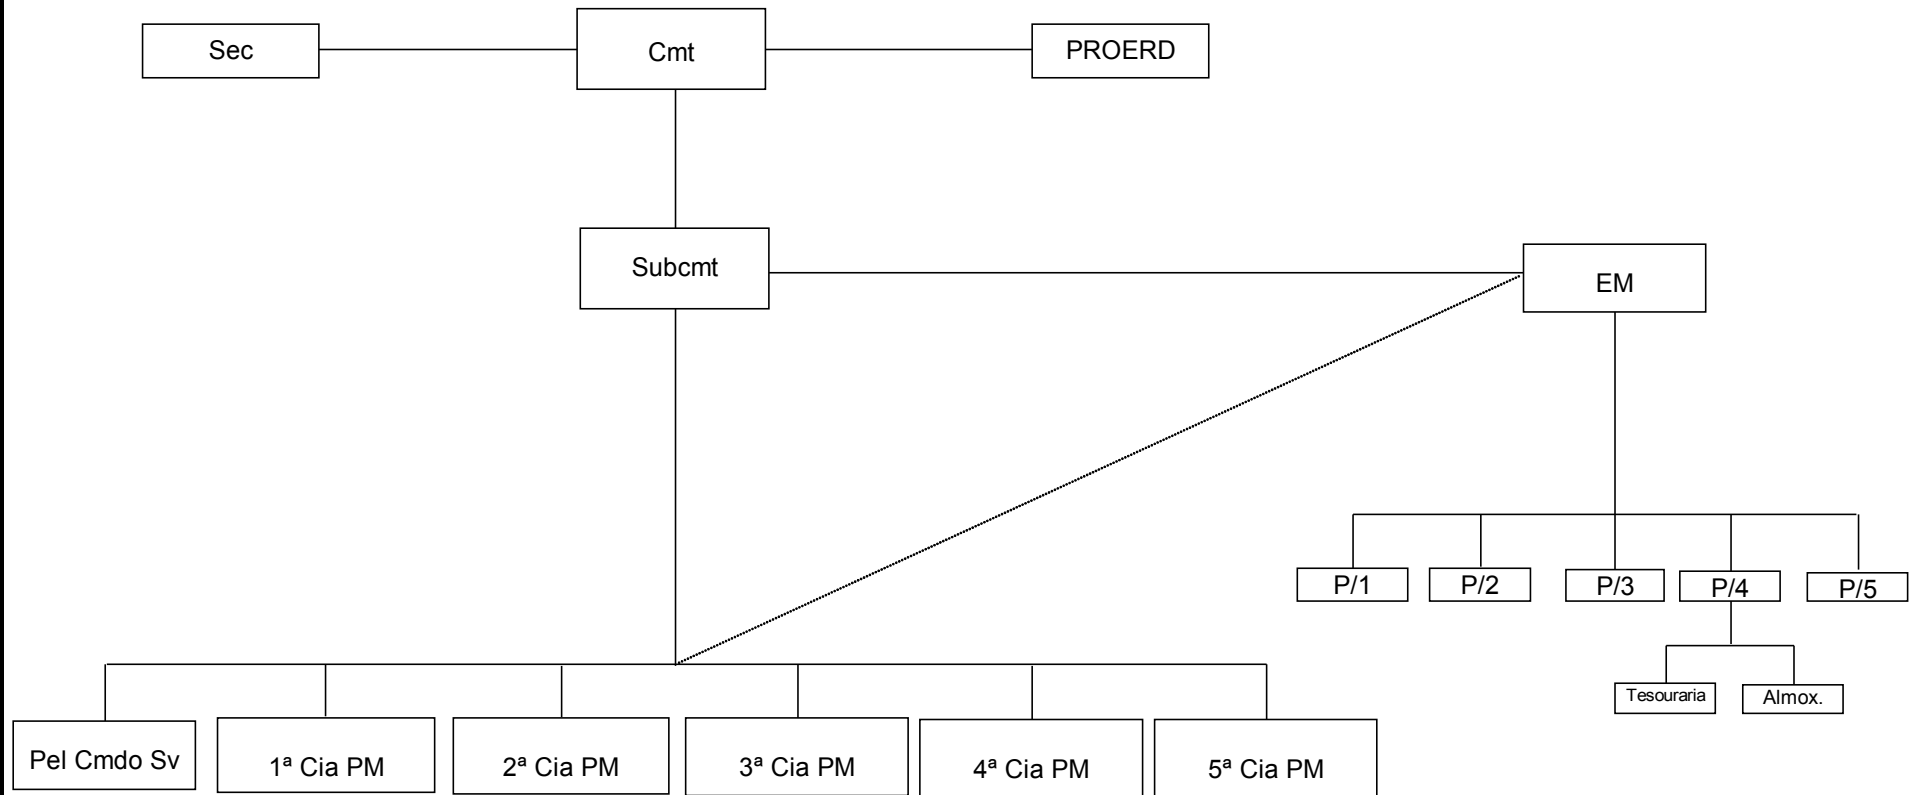 Sec
Cmt
PROERD
Subcmt
EM
P/1
P/2
P/3
P/4
P/5
Tesouraria
Almox.
Pel Cmdo Sv
1ª Cia PM
2ª Cia PM
3ª Cia PM
4ª Cia PM
5ª Cia PM